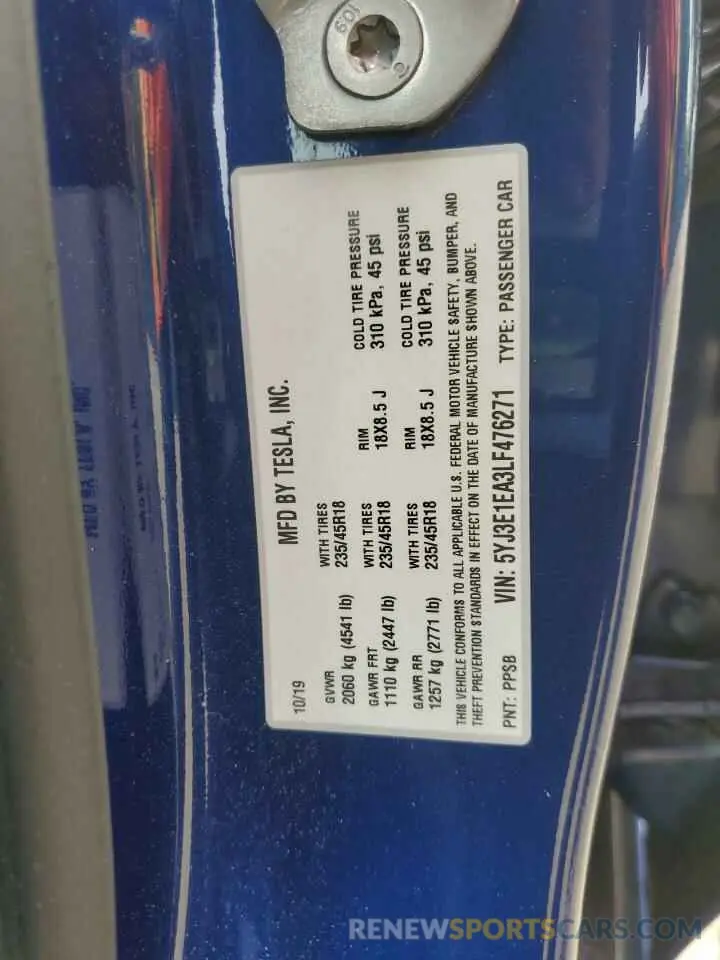 MFD BY TESLA, INC.
10/19
GVWR
2060 kg (4541 lb)
WITH TIRES
235/45R18
GAWR FRT
1110 kg (2447 lb)
WITH TIRES
235/45R18
RIM
18X8.5 J
COLD TIRE PRESSURE
310 kPa, 45 psi
GAWR RR
1257 kg (2771 lb)
WITH TIRES
235/45R18
RIM
18X8.5 J
COLD TIRE PRESSURE
310 kPa, 45 psi
THIS VEHICLE CONFORMS TO ALL APPLICABLE U.S. FEDERAL MOTOR VEHICLE SAFETY, BUMPER, AND
THEFT PREVENTION STANDARDS IN EFFECT ON THE DATE OF MANUFACTURE SHOWN ABOVE.
PNT: PPSB VIN: 5YJ3E1EA3LF476271 TYPE: PASSENGER CAR
109
RENEWSPORTSCARS.COM